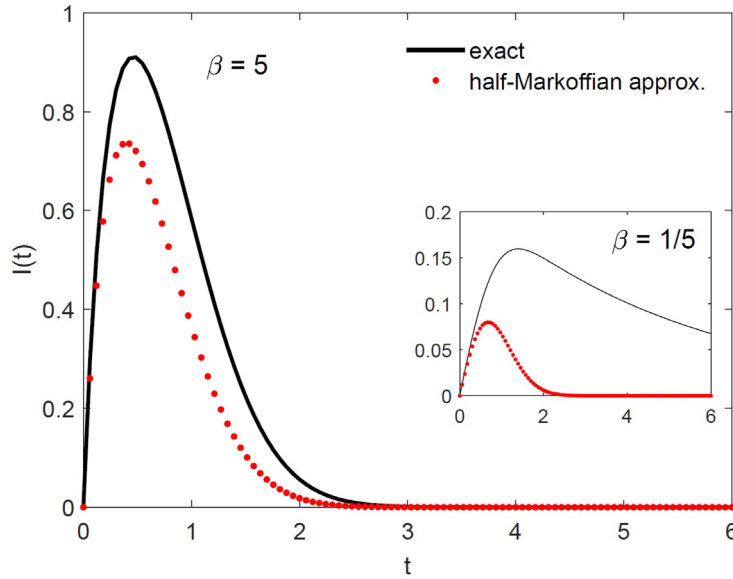 1
β = 5
exact
half-Markoffian approx.
0.8
0.6
I(t)
0.4
0.2
0
0.2
β = 1/5
0.15
0.1
0.05
0
0 2 4 6
0 1 2 3 4 5 6
t